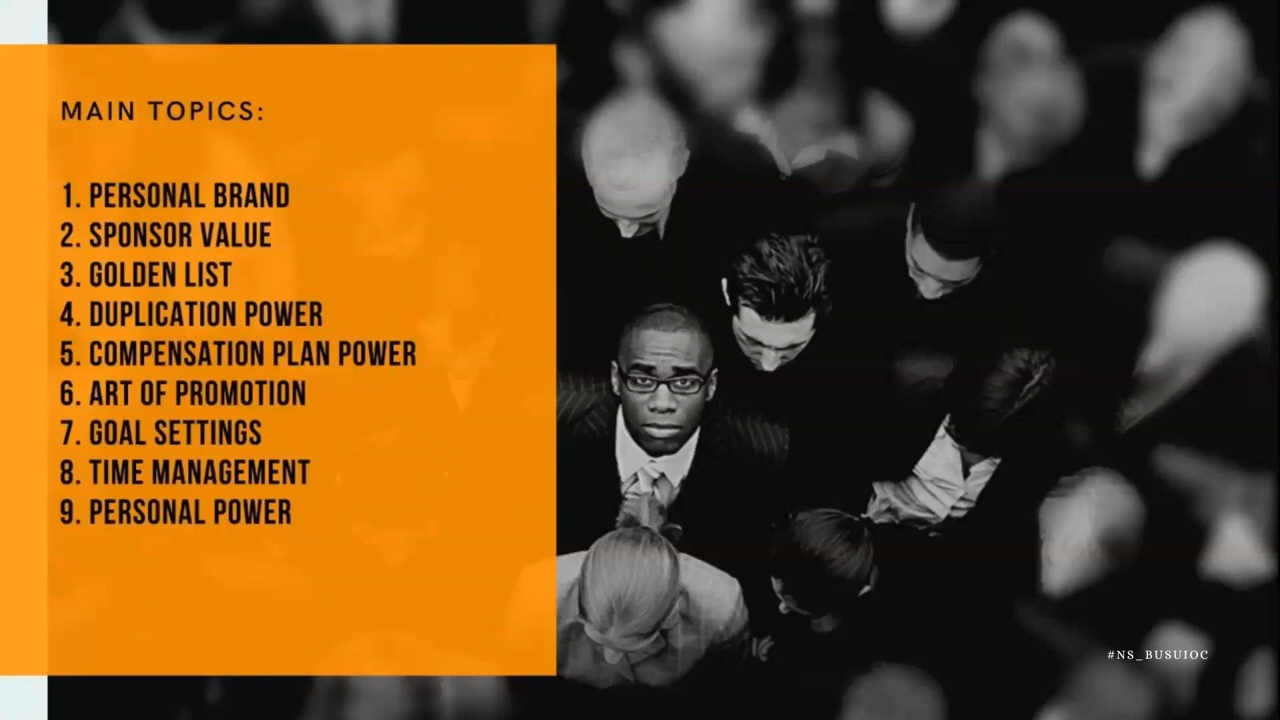 MAIN TOPICS:
1. PERSONAL BRAND
2. SPONSOR VALUE
3. GOLDEN LIST
4. DUPLICATION POWER
5. COMPENSATION PLAN POWER
6. ART OF PROMOTION
7. GOAL SETTINGS
8. TIME MANAGEMENT
9. PERSONAL POWER
#NS_BUSUIOC